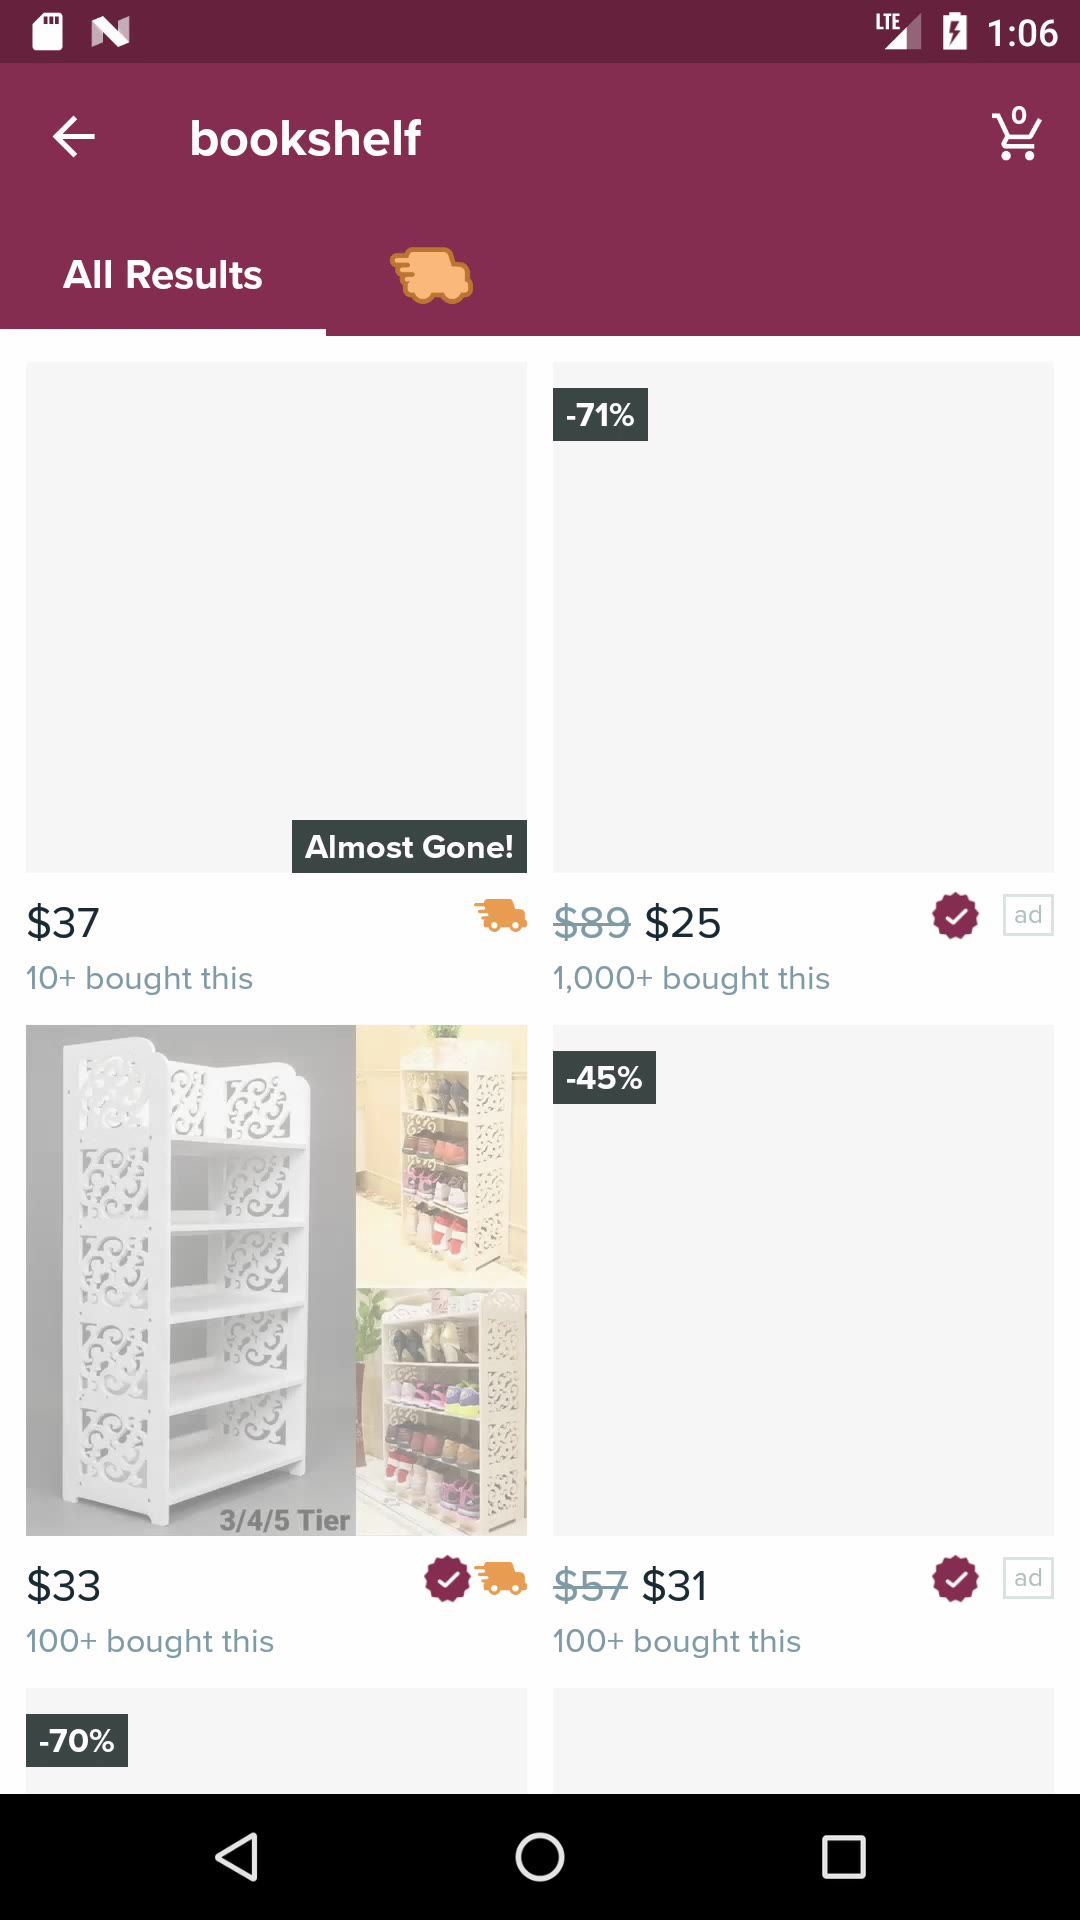 LTE 1:06
bookshelf
0
All Results
-71%
Almost Gone!
$37
10+ bought this
$89 $25
ad
1,000+ bought this
-45%
3/4/5 Tier
$33
100+ bought this
$57 $31
ad
100+ bought this
-70%